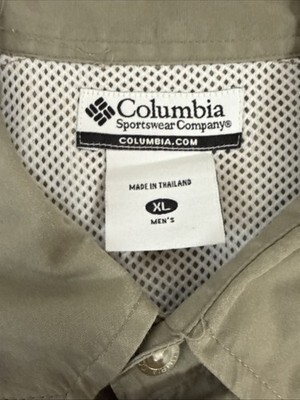 Columbia
Sportswear Company®
COLUMBIA.COM
MADE IN THAILAND
XL
MEN'S